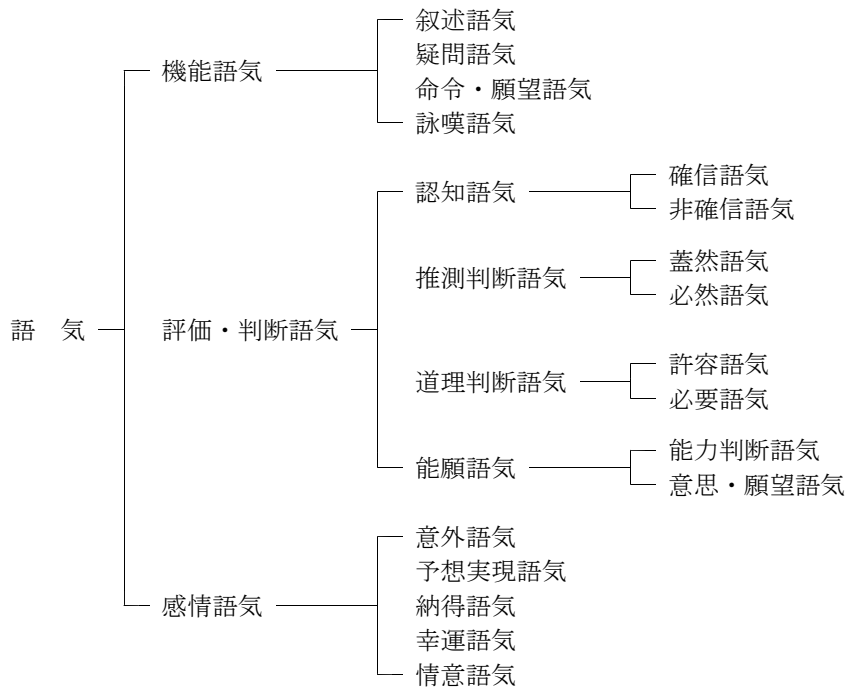 語　気
機能語気
叙述語気
疑問語気
命令・願望語気
詠嘆語気
評価・判断語気
認知語気
確信語気
非確信語気
推測判断語気
蓋然語気
必然語気
道理判断語気
許容語気
必要語気
能願語気
能力判断語気
意思・願望語気
感情語気
意外語気
予想実現語気
納得語気
幸運語気
情意語気